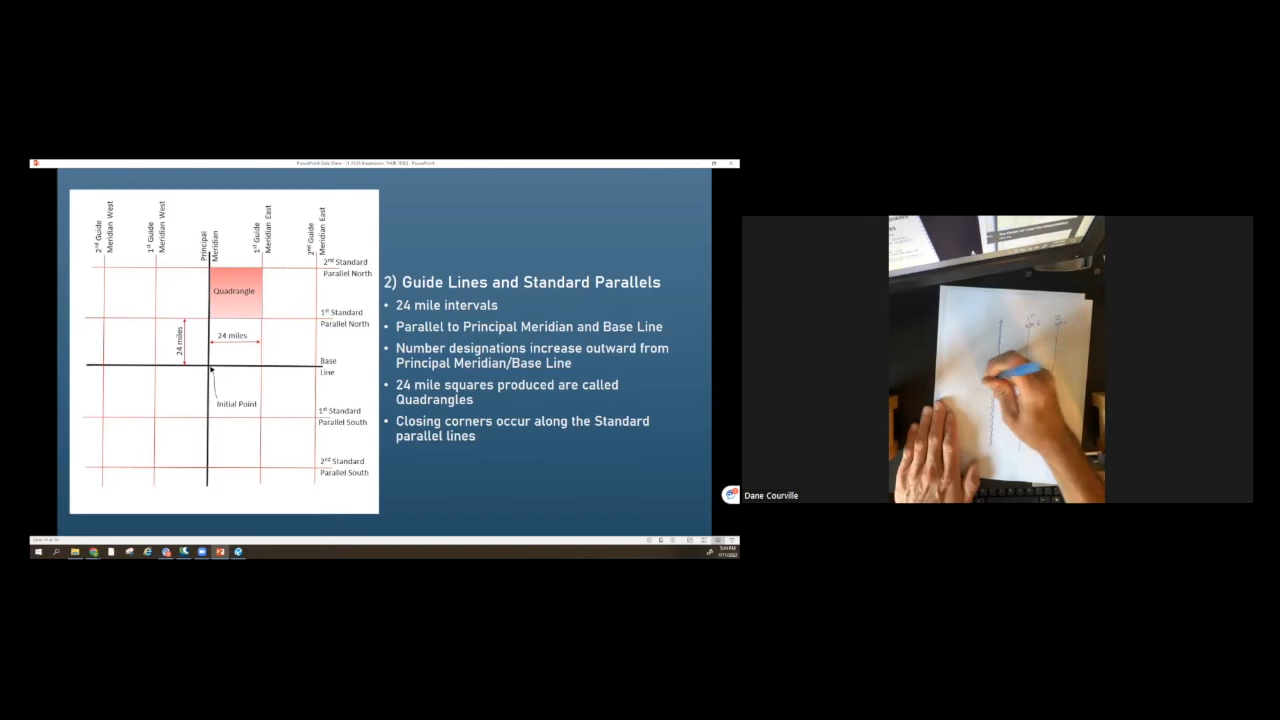 2nd Guide
Meridian West
1st Guide
Meridian West
Principal
Meridian
1st Guide
Meridian East
2nd Guide
Meridian East
2nd Standard
Parallel North
Quadrangle
1st Standard
Parallel North
24 miles
24 miles
Base
Line
Initial Point
1st Standard
Parallel South
2nd Standard
Parallel South
2) Guide Lines and Standard Parallels
• 24 mile intervals
• Parallel to Principal Meridian and Base Line
• Number designations increase outward from
Principal Meridian/Base Line
• 24 mile squares produced are called
Quadrangles
• Closing corners occur along the Standard
parallel lines
Dane Courville